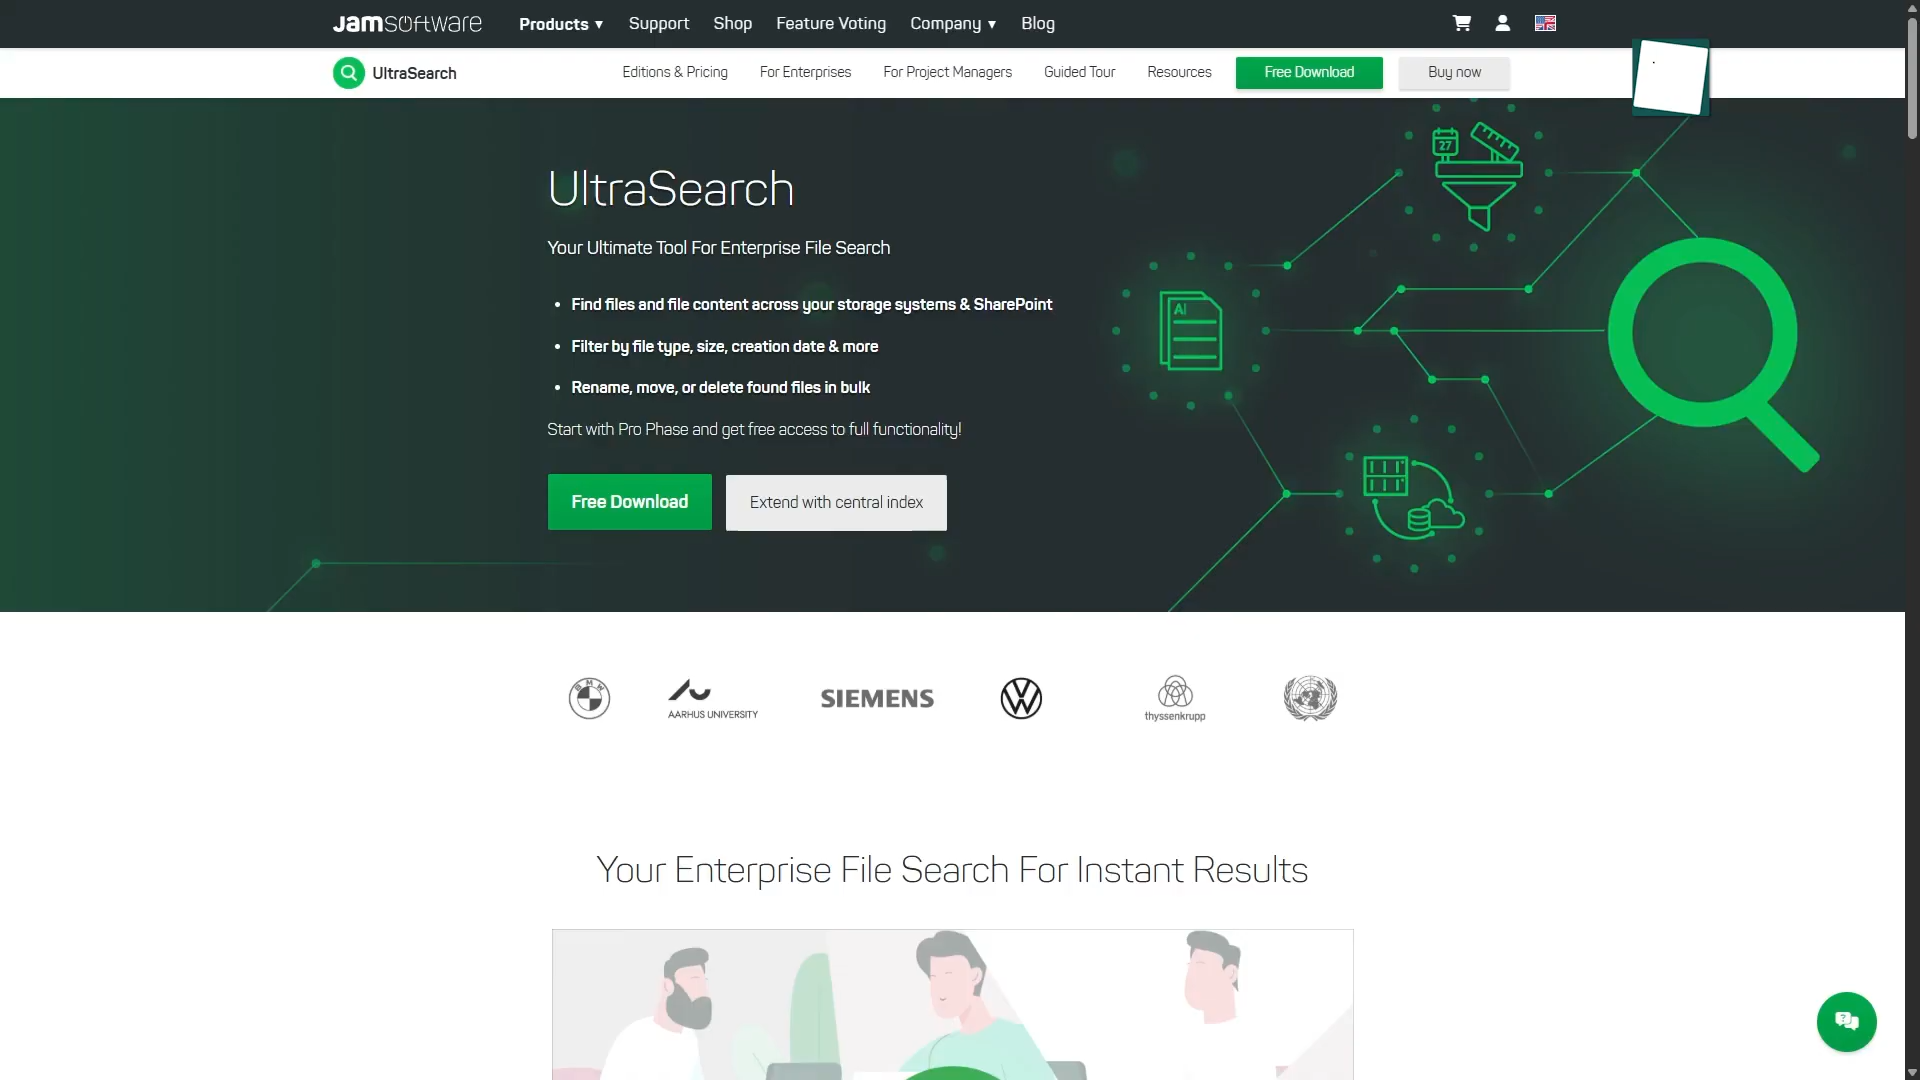 Jamsoftware
Products ▼
Support
Shop
Feature Voting
Company ▼
Blog
UltraSearch
Editions & Pricing
For Enterprises
For Project Managers
Guided Tour
Resources
Free Download
Buy now
UltraSearch
Your Ultimate Tool For Enterprise File Search
• Find files and file content across your storage systems & SharePoint
• Filter by file type, size, creation date & more
• Rename, move, or delete found files in bulk
Start with Pro Phase and get free access to full functionality!
Free Download
Extend with central index
27
AI
BMW
AARHUS UNIVERSITY
SIEMENS
thyssenkrupp
Your Enterprise File Search For Instant Results